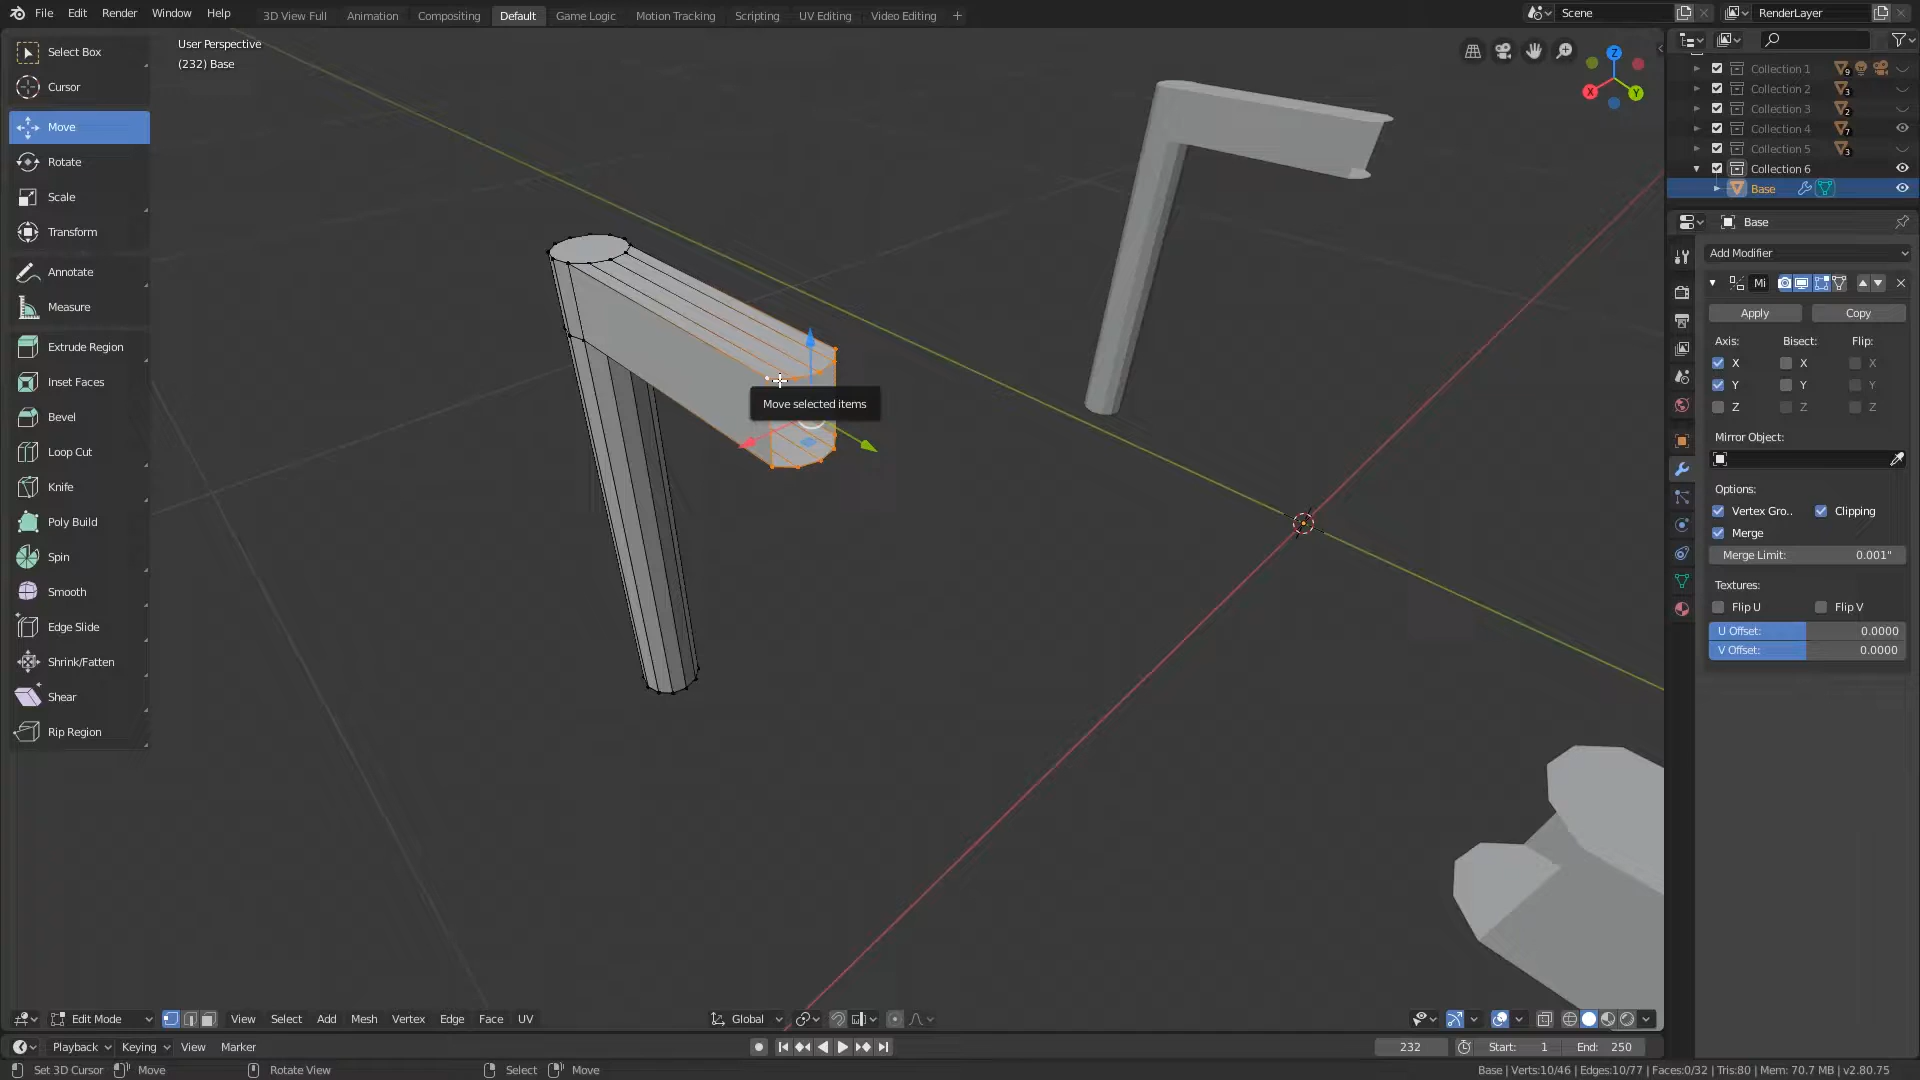 File Edit Render Window Help
3D View Full Animation Compositing Default Game Logic Motion Tracking Scripting UV Editing Video Editing +
Scene
RenderLayer
User Perspective
(232) Base
Select Box
Cursor
Move
Rotate
Scale
Transform
Annotate
Measure
Extrude Region
Inset Faces
Bevel
Loop Cut
Knife
Poly Build
Spin
Smooth
Edge Slide
Shrink/Fatten
Shear
Rip Region
Move selected items
Z
X
Y
Collection 1 9
Collection 2 3
Collection 3 2
Collection 4 7
Collection 5 3
Collection 6
Base
Base
Add Modifier
Mi
Apply Copy
Axis: Bisect: Flip:
X X X
Y Y Y
Z Z Z
Mirror Object:
Options:
Vertex Gro.. Clipping
Merge
Merge Limit: 0.001"
Textures:
Flip U Flip V
U Offset: 0.0000
V Offset: 0.0000
Edit Mode View Select Add Mesh Vertex Edge Face UV Global
Playback Keying View Marker 232 Start: 1 End: 250
Set 3D Cursor Move Rotate View Select Move Base | Verts:10/46 | Edges:10/77 | Faces:0/32 | Tris:80 | Mem: 70.7 MB | v2.80.75